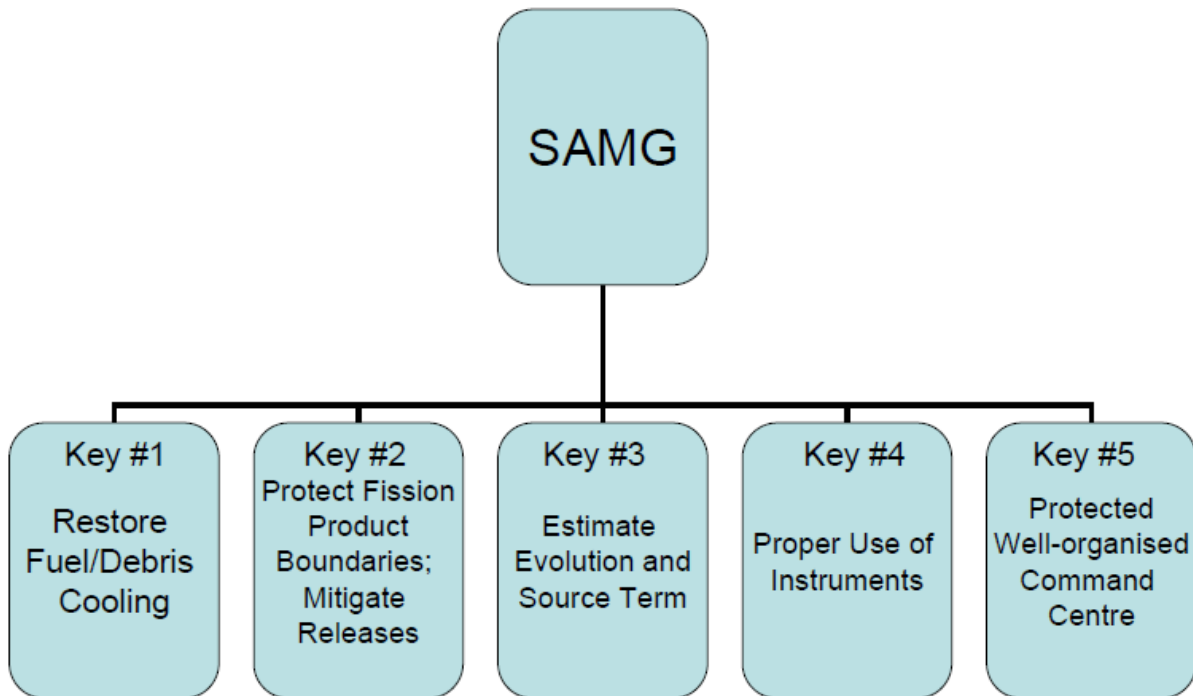 SAMG
Key #1
Restore
Fuel/Debris
Cooling
Key #2
Protect Fission
Product
Boundaries;
Mitigate
Releases
Key #3
Estimate
Evolution and
Source Term
Key #4
Proper Use of
Instruments
Key #5
Protected
Well-organised
Command
Centre